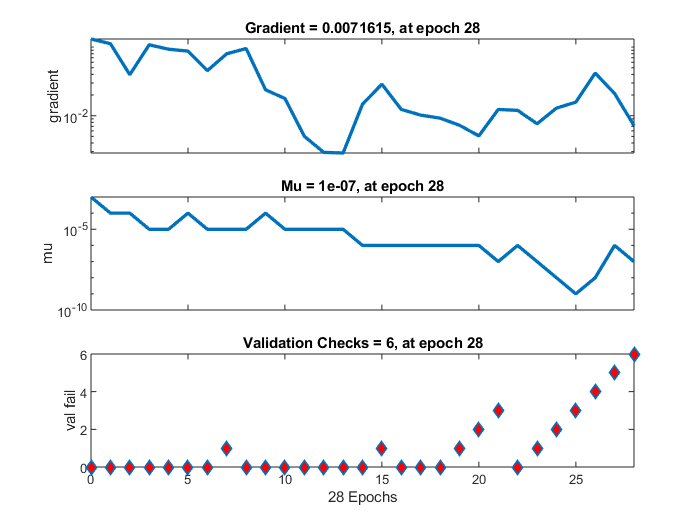 Gradient = 0.0071615, at epoch 28
gradient
10^-2
Mu = 1e-07, at epoch 28
mu
10^-5
10^-10
Validation Checks = 6, at epoch 28
val fail
6
4
2
0
0 5 10 15 20 25
28 Epochs